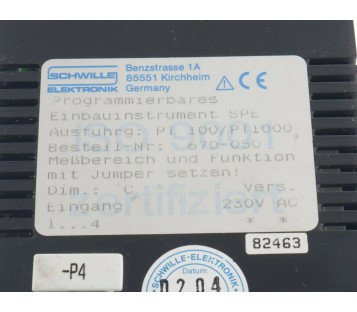 SCHWILLE
ELEKTRONIK
Benzstrasse 1A
85551 Kirchheim
Germany
Programmierbares
Einbauinstrument SPE
Ausführg: PT 100/PT1000,
Bestell-Nr: 670-030
Meßbereich und Funktion
mit Jumper setzen:
Dim.: C Vers.
Eingang 230V AC
1...4 * *
82463
-P4
SCHWILLE-ELEKTRONIK
Datum:
0204